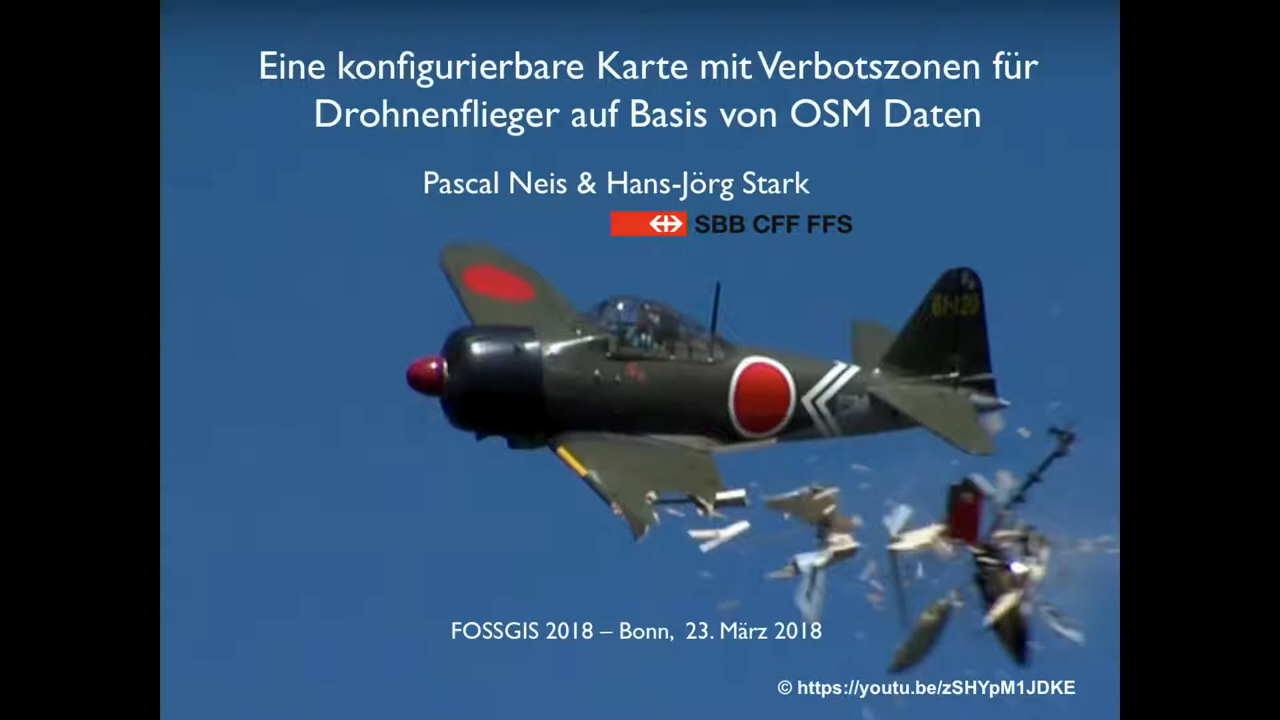 Eine konfigurierbare Karte mit Verbotszonen für
Drohnenflieger auf Basis von OSM Daten
Pascal Neis & Hans-Jörg Stark
SBB CFF FFS
FOSSGIS 2018 – Bonn, 23. März 2018
© https://youtu.be/zSHYpM1JDKE